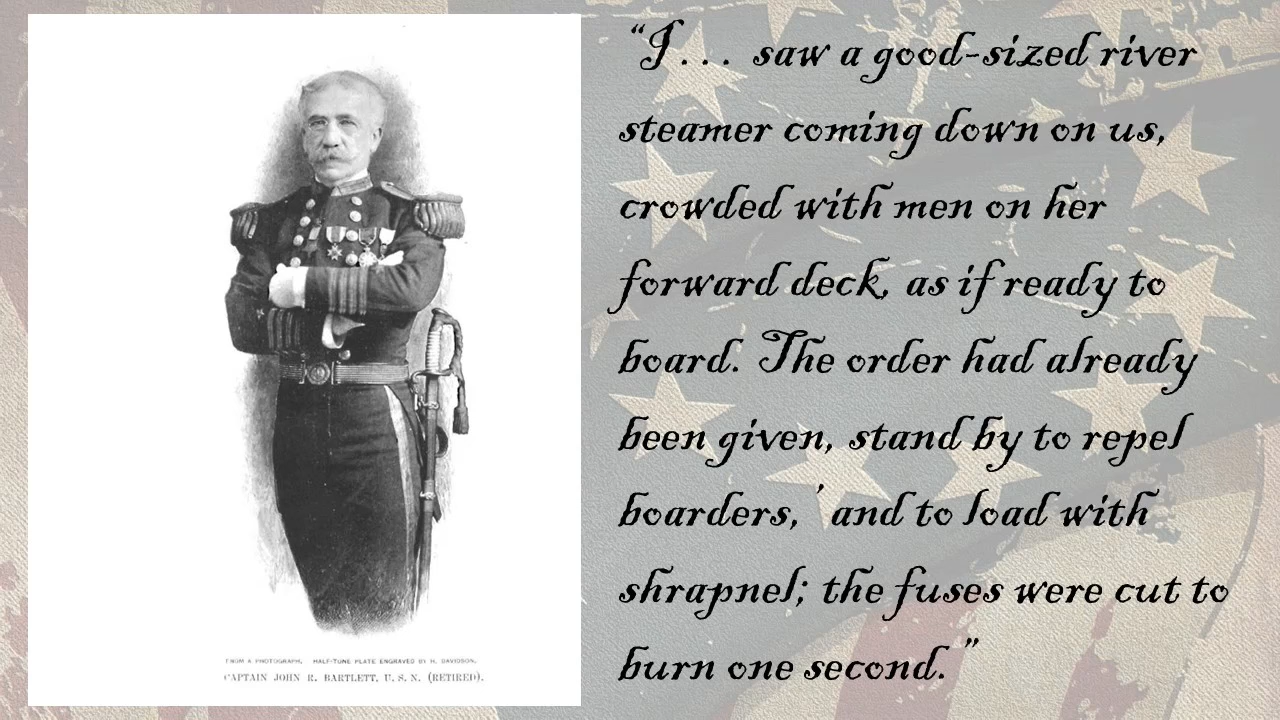 “I... saw a good-sized river
steamer coming down on us,
crowded with men on her
forward deck, as if ready to
board. The order had already
been given, stand by to repel
boarders,’ and to load with
shrapnel; the fuses were cut to
burn one second.”
FROM A PHOTOGRAPH. HALF-TONE PLATE ENGRAVED BY H. DAVIDSON.
CAPTAIN JOHN R. BARTLETT, U. S. N. (RETIRED).